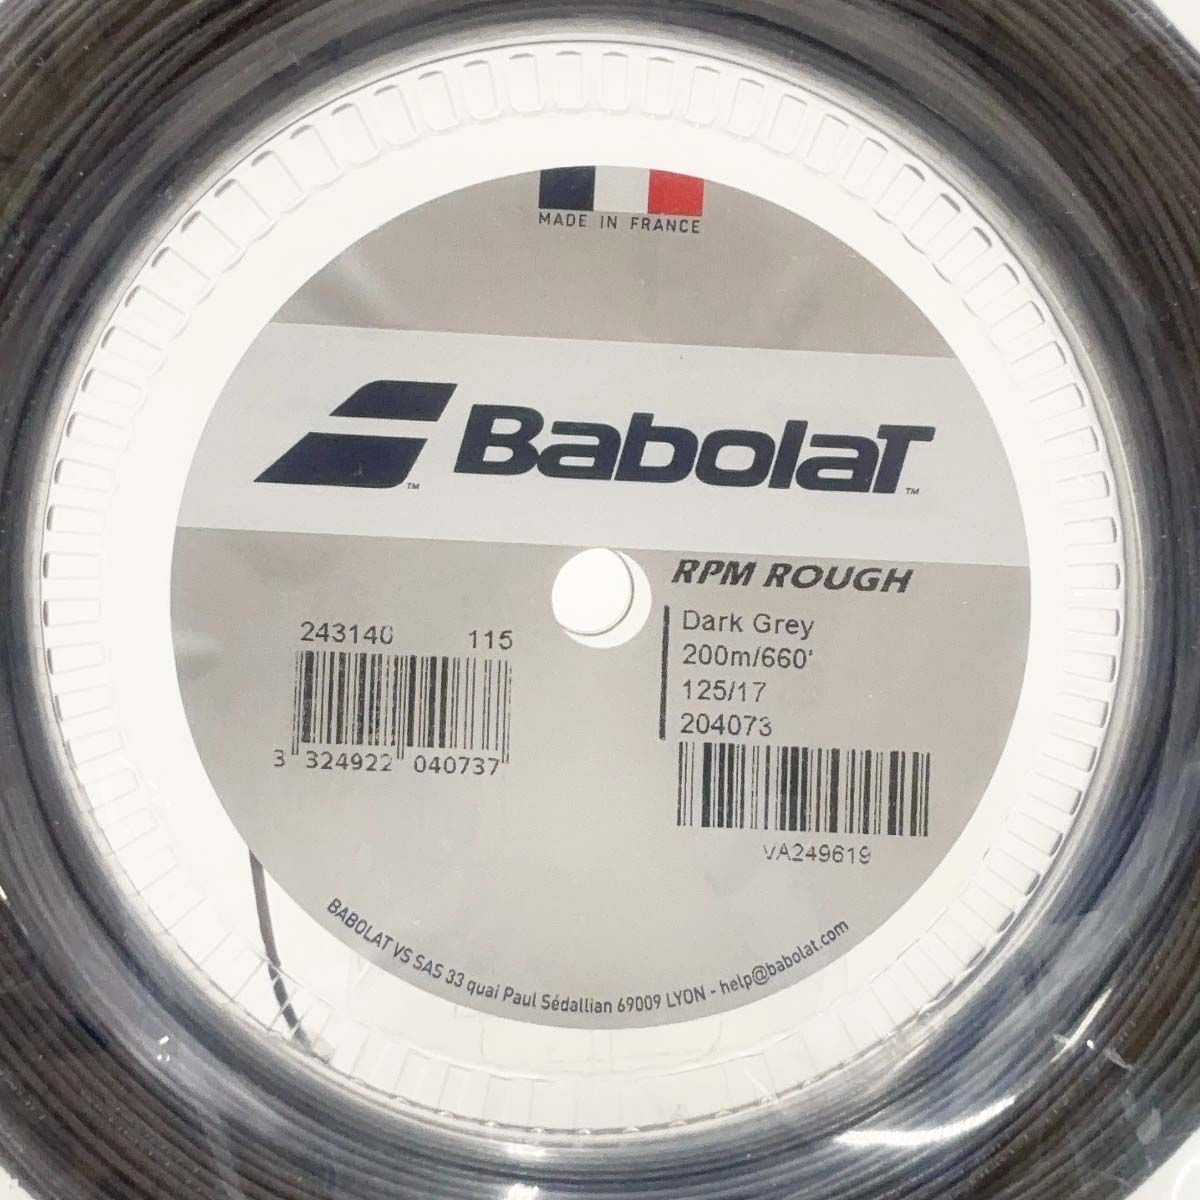 MADE IN FRANCE
BaboLaT
RPM ROUGH
Dark Grey
200m/660'
125/17
204073
VA249619
243140 115
3 324922 040737
BABOLAT VS SAS 33 quai Paul Sédallian 69009 LYON - help@babolat.com